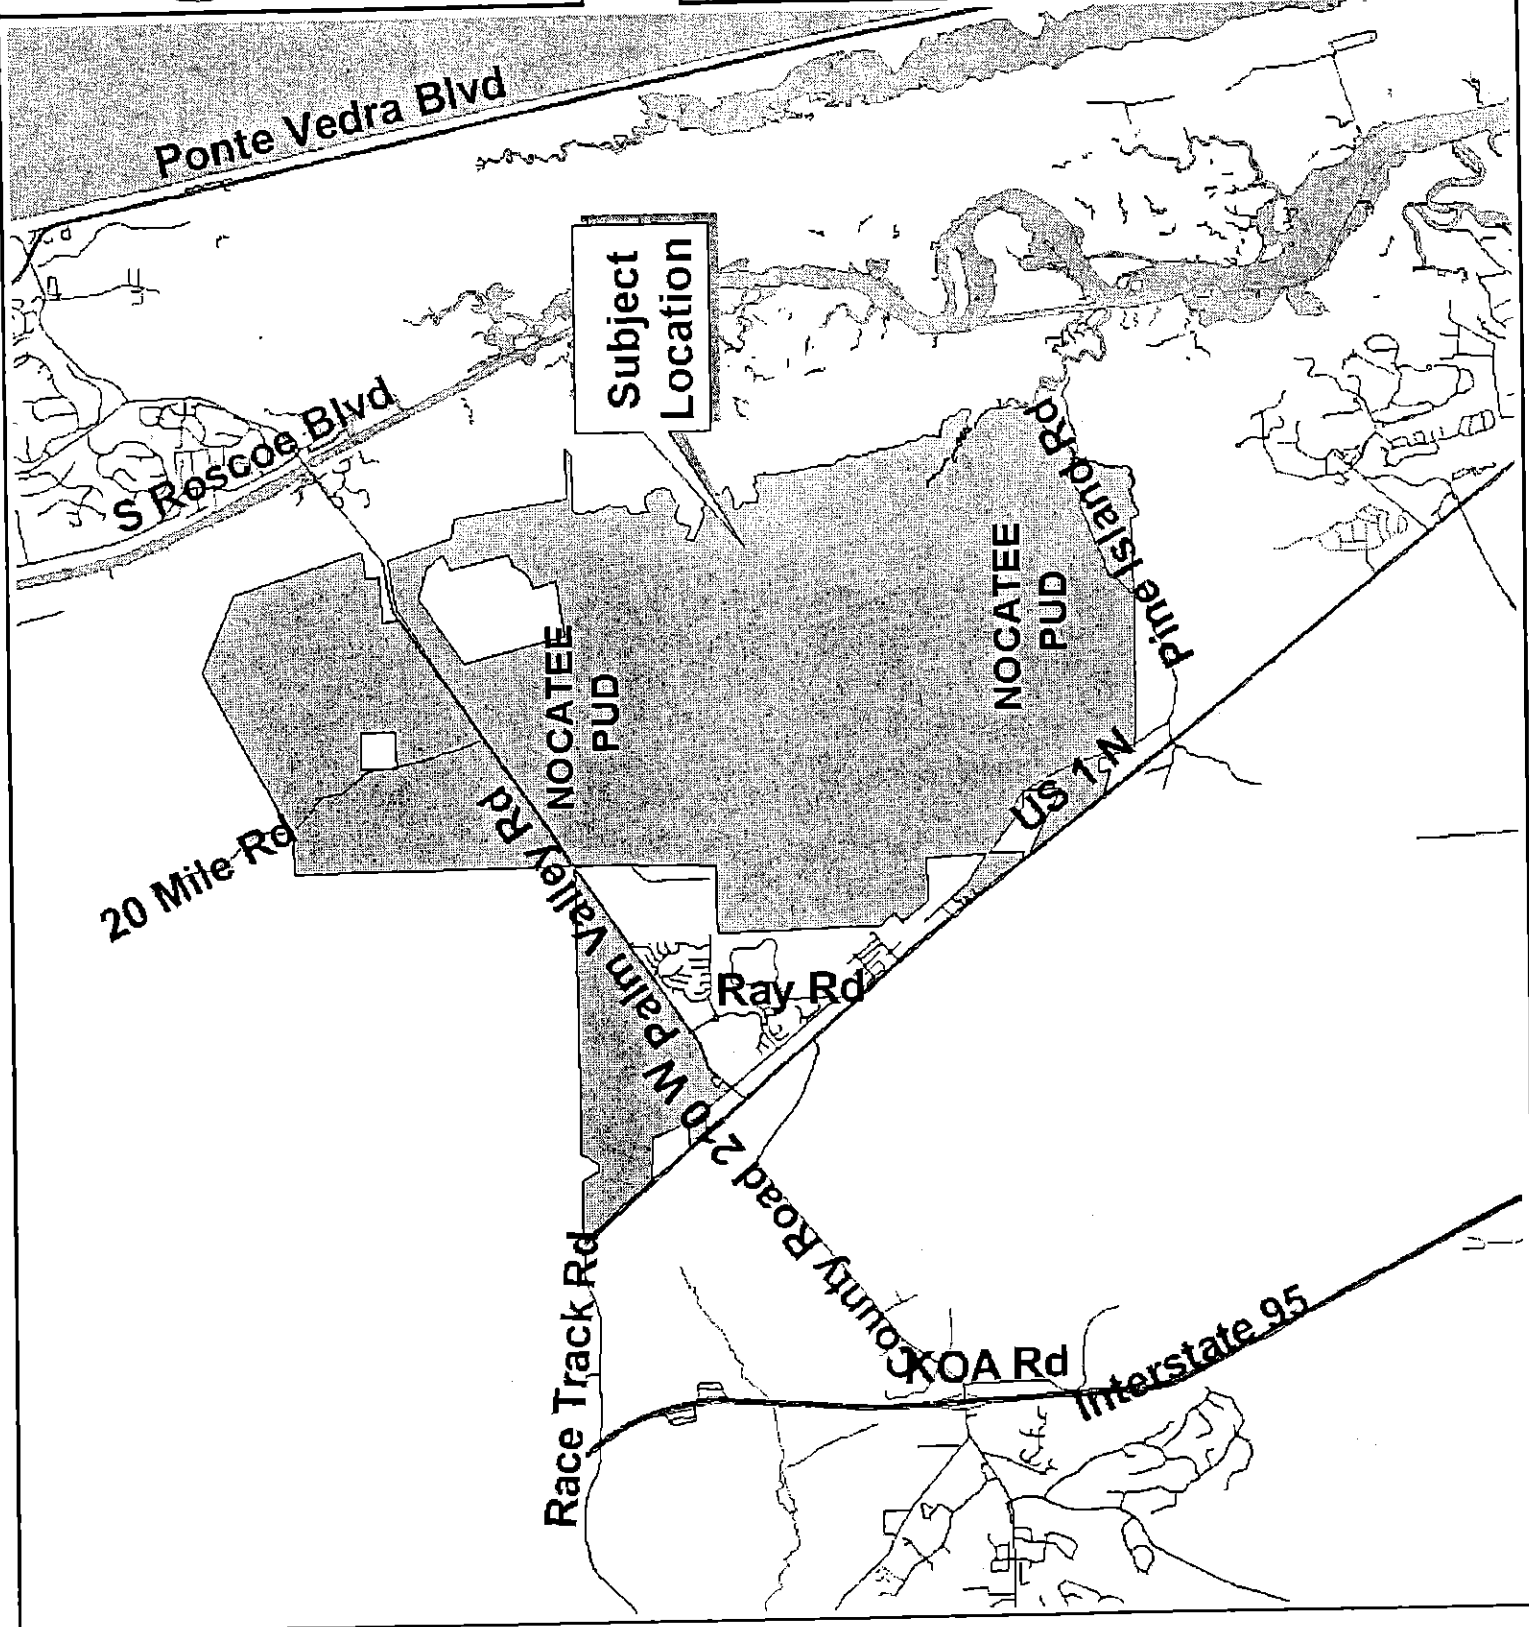 Ponte Vedra Blvd
Subject
Location
S Roscoe Blvd
Pine Island Rd
NOCATEE
PUD
NOCATEE
PUD
US 1 N
20 Mile Rd
County Road 210 W Palm Valley Rd
Ray Rd
Race Track Rd
KOA Rd
Interstate 95